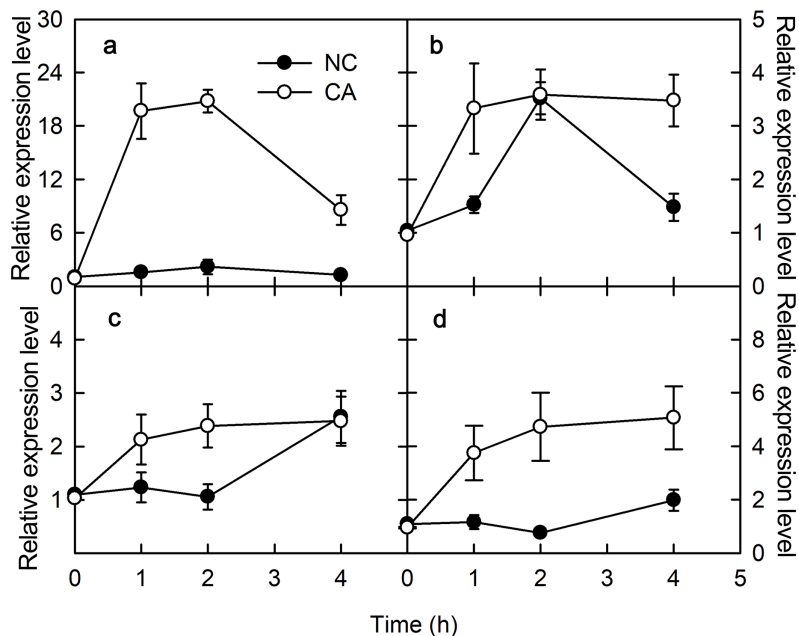 30
24
18
12
6
Relative expression level
a
NC
CA
b
5
4
3
2
1
0
Relative expression level
4
3
2
1
Relative expression level
c
d
8
6
4
2
0
Relative expression level
0 1 2 3 4
0 1 2 3 4 5
Time (h)